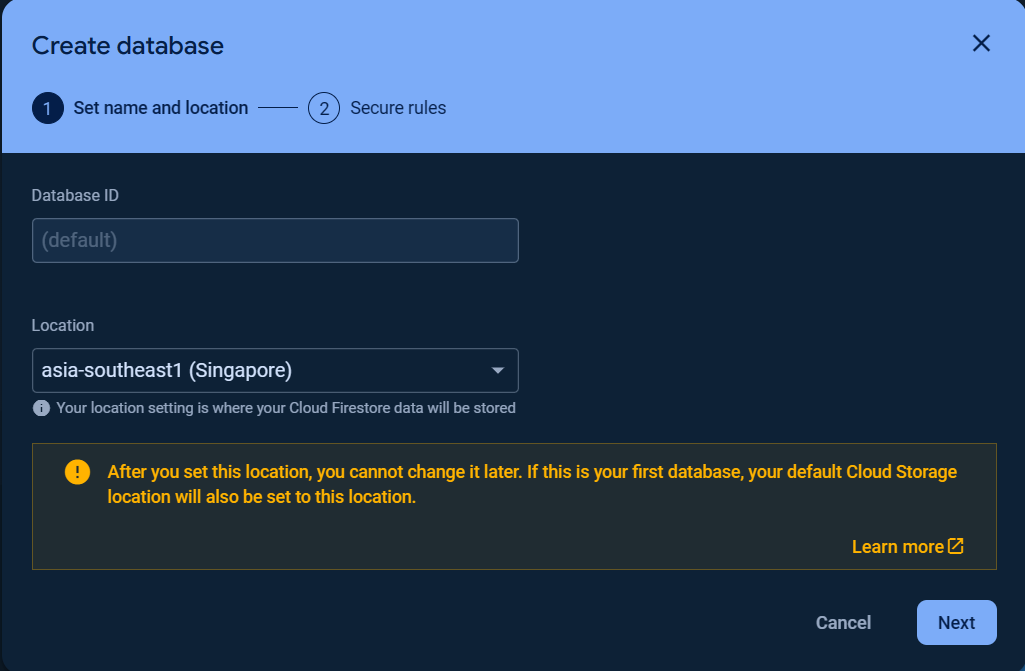 Create database
1 Set name and location
2 Secure rules
Database ID
(default)
Location
asia-southeast1 (Singapore)
Your location setting is where your Cloud Firestore data will be stored
After you set this location, you cannot change it later. If this is your first database, your default Cloud Storage
location will also be set to this location.
Learn more
Cancel
Next